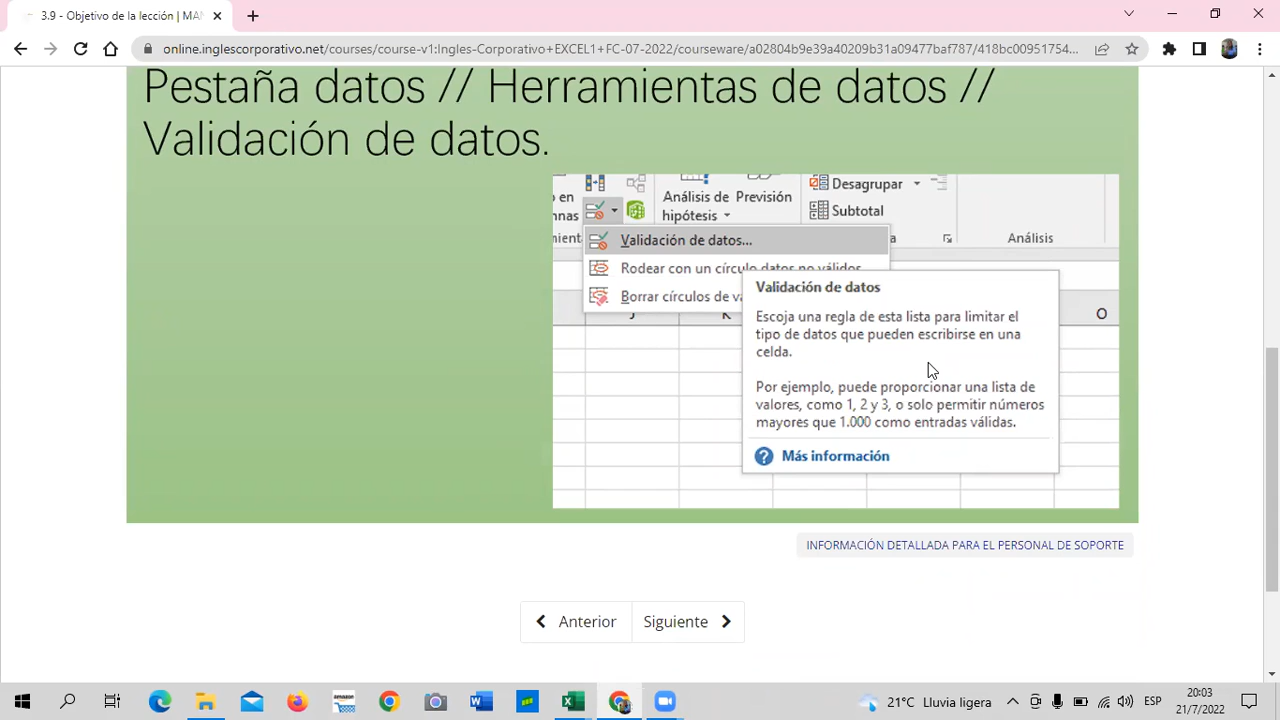 3.9 - Objetivo de la lección | MA
online.inglescorporativo.net/courses/course-v1:Ingles-Corporativo+EXCEL1+FC-07-2022/courseware/a02804b9e39a40209b31a09477baf787/418bc00951754...
Pestaña datos // Herramientas de datos //
Validación de datos.
o en
nnas
Análisis de
hipótesis
Previsión
Desagrupar
Subtotal
Análisis
Validación de datos...
Rodear con un círculo datos no válidos
Borrar círculos de va
J K O
Validación de datos
Escoja una regla de esta lista para limitar el
tipo de datos que pueden escribirse en una
celda.
Por ejemplo, puede proporcionar una lista de
valores, como 1, 2 y 3, o solo permitir números
mayores que 1.000 como entradas válidas.
Más información
INFORMACIÓN DETALLADA PARA EL PERSONAL DE SOPORTE
Anterior Siguiente
amazon
21°C Lluvia ligera
ESP
20:03
21/7/2022